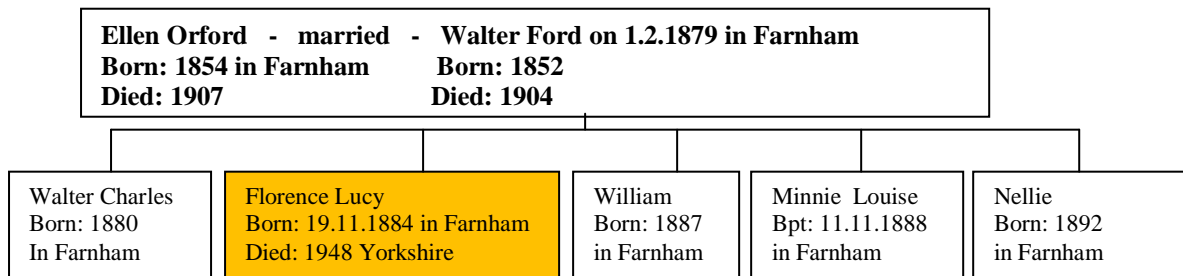 Ellen Orford - married - Walter Ford on 1.2.1879 in Farnham
Born: 1854 in Farnham Born: 1852
Died: 1907 Died: 1904
Walter Charles
Born: 1880
In Farnham
Florence Lucy
Born: 19.11.1884 in Farnham
Died: 1948 Yorkshire
William
Born: 1887
in Farnham
Minnie Louise
Bpt: 11.11.1888
in Farnham
Nellie
Born: 1892
in Farnham